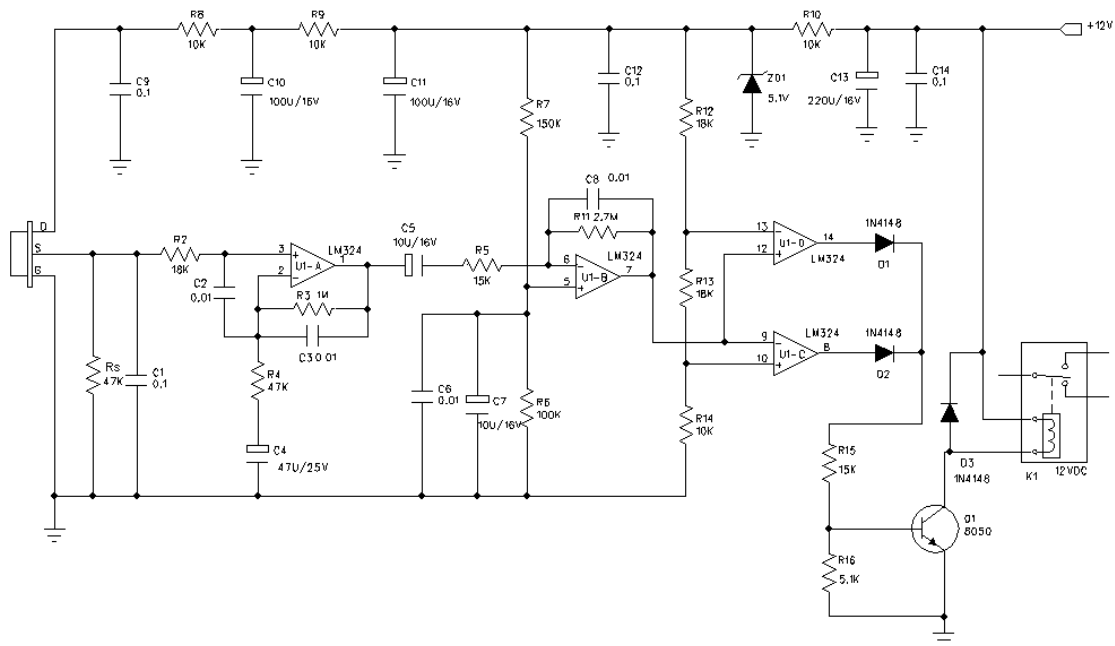 R8
10K
R9
10K
R10
10K
+12V
C9
0.1
C10
100U/16V
C11
100U/16V
C12
0.1
ZD1
5.1V
C13
220U/16V
C14
0.1
R7
150K
R12
18K
D
S
G
R2
18K
C2
0.01
3
+
2
−
1
U1-A
LM324
R3 1M
C3 0.01
C5
10U/16V
R5
15K
C8 0.01
R11 2.7M
6
−
5
+
7
U1-B
LM324
13
−
12
+
14
U1-D
LM324
1N4148
D1
R13
18K
9
−
10
+
8
U1-C
LM324
1N4148
D2
Rs
47K
C1
0.1
R4
47K
C4
47U/25V
C6
0.01
C7
10U/16V
R6
100K
R14
10K
R15
15K
R16
5.1K
D3
1N4148
K1
12VDC
Q1
8050